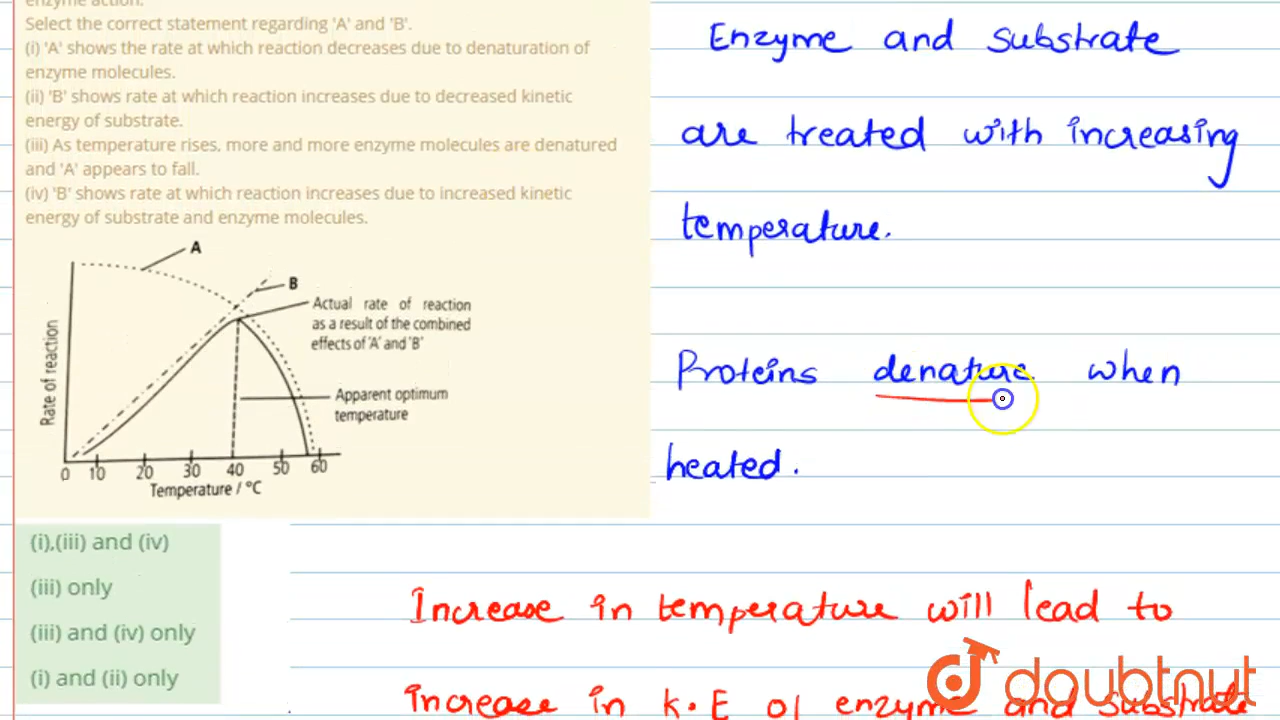 enzyme action.
Select the correct statement regarding 'A' and 'B'.
(i) 'A' shows the rate at which reaction decreases due to denaturation of
enzyme molecules.
(ii) 'B' shows rate at which reaction increases due to decreased kinetic
energy of substrate.
(iii) As temperature rises, more and more enzyme molecules are denatured
and 'A' appears to fall.
(iv) 'B' shows rate at which reaction increases due to increased kinetic
energy of substrate and enzyme molecules.
A
B
Actual rate of reaction
as a result of the combined
effects of 'A' and 'B'
Apparent optimum
temperature
Rate of reaction
0 10 20 30 40 50 60
Temperature / °C
(i),(iii) and (iv)
(iii) only
(iii) and (iv) only
(i) and (ii) only
Enzyme and substrate
are treated with increasing
temperature.
Proteins denature when
heated.
Increase in temperature will lead to
increase in K.E of enzyme and substrate
doubtnut